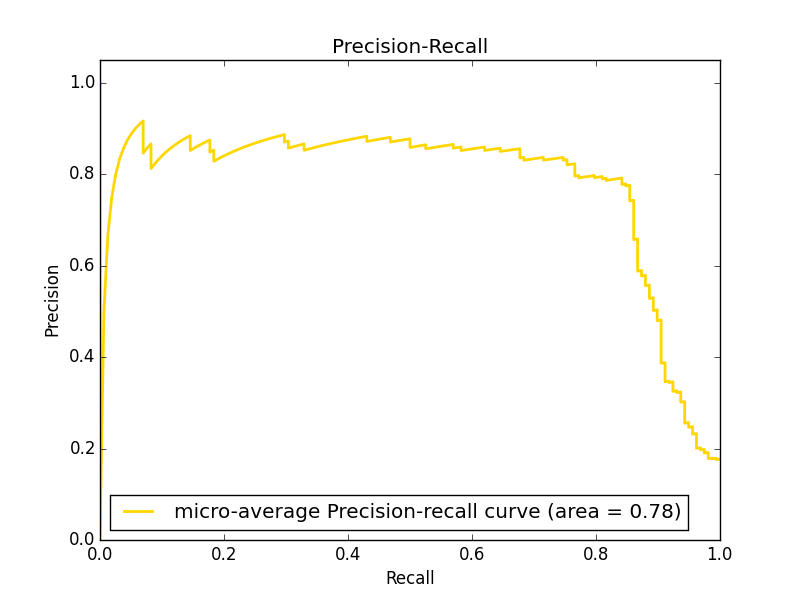 Precision-Recall
1.0
0.8
0.6
0.4
0.2
0.0
Precision
micro-average Precision-recall curve (area = 0.78)
0.0 0.2 0.4 0.6 0.8 1.0
Recall